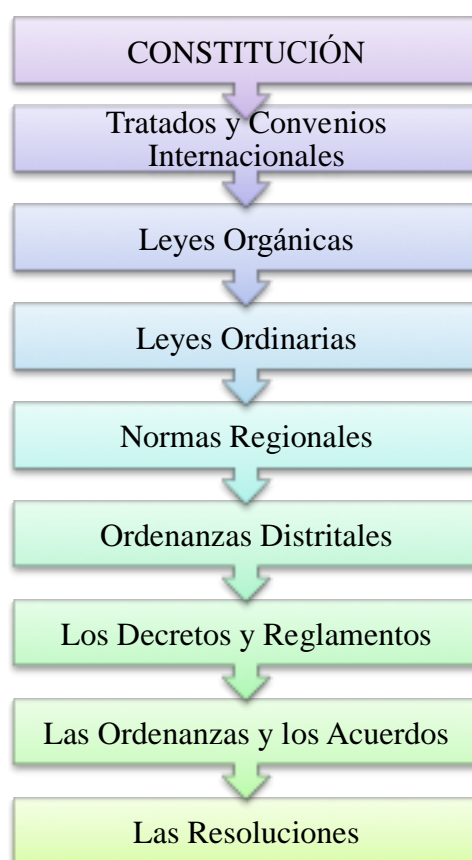 CONSTITUCIÓN
Tratados y Convenios
Internacionales
Leyes Orgánicas
Leyes Ordinarias
Normas Regionales
Ordenanzas Distritales
Los Decretos y Reglamentos
Las Ordenanzas y los Acuerdos
Las Resoluciones